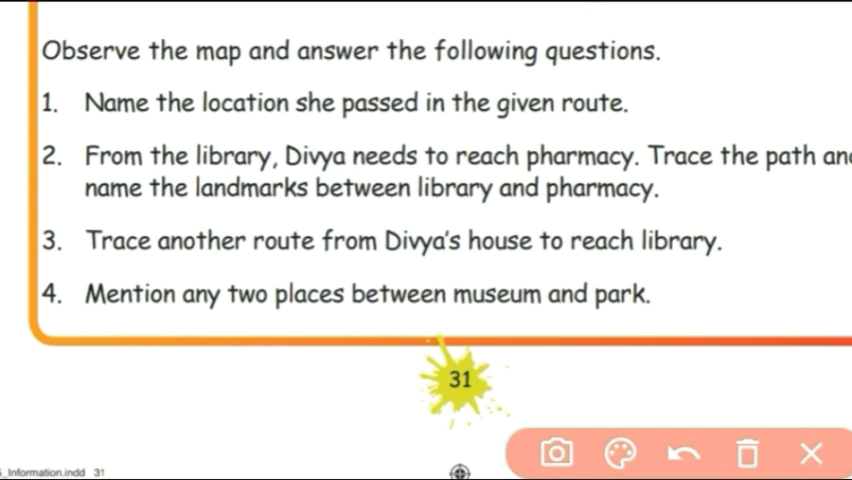 Observe the map and answer the following questions.
1. Name the location she passed in the given route.
2. From the library, Divya needs to reach pharmacy. Trace the path and
name the landmarks between library and pharmacy.
3. Trace another route from Divya's house to reach library.
4. Mention any two places between museum and park.
31
_Information.indd 31